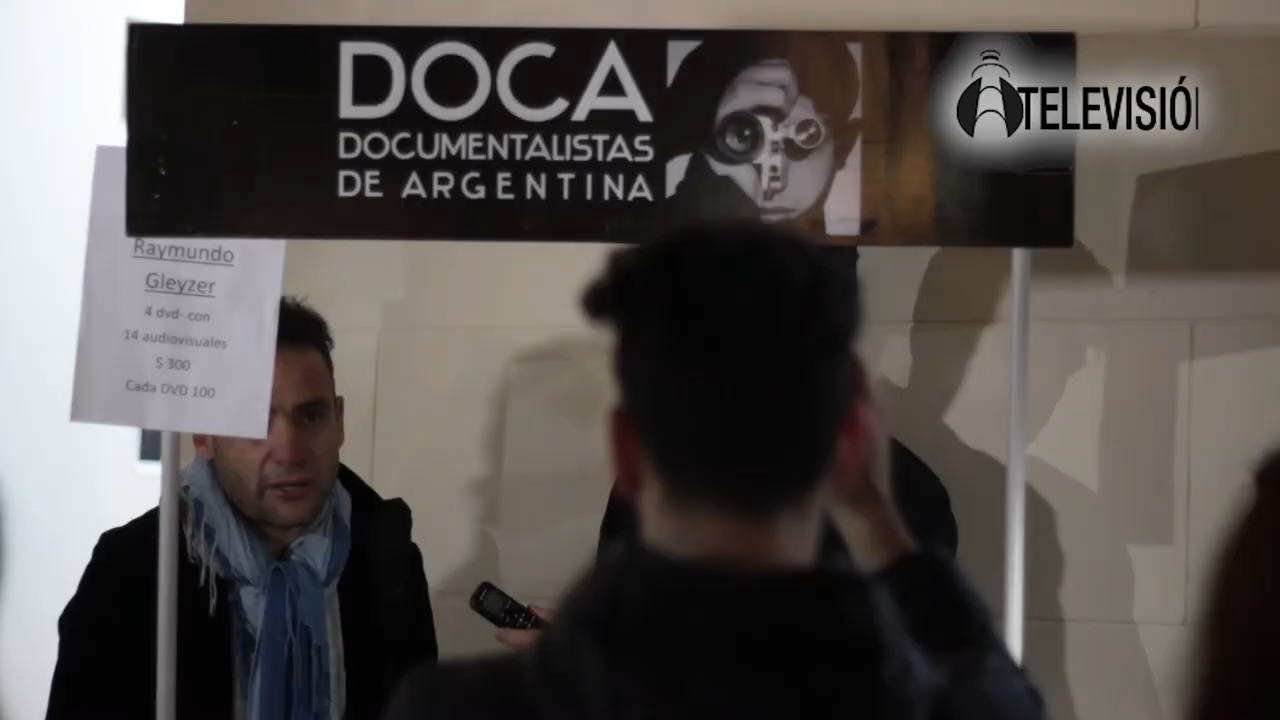 DOCA
DOCUMENTALISTAS
DE ARGENTINA
TELEVISIÓ
Raymundo
Gleyzer
4 dvd- con
14 audiovisuales
$ 300
Cada DVD 100